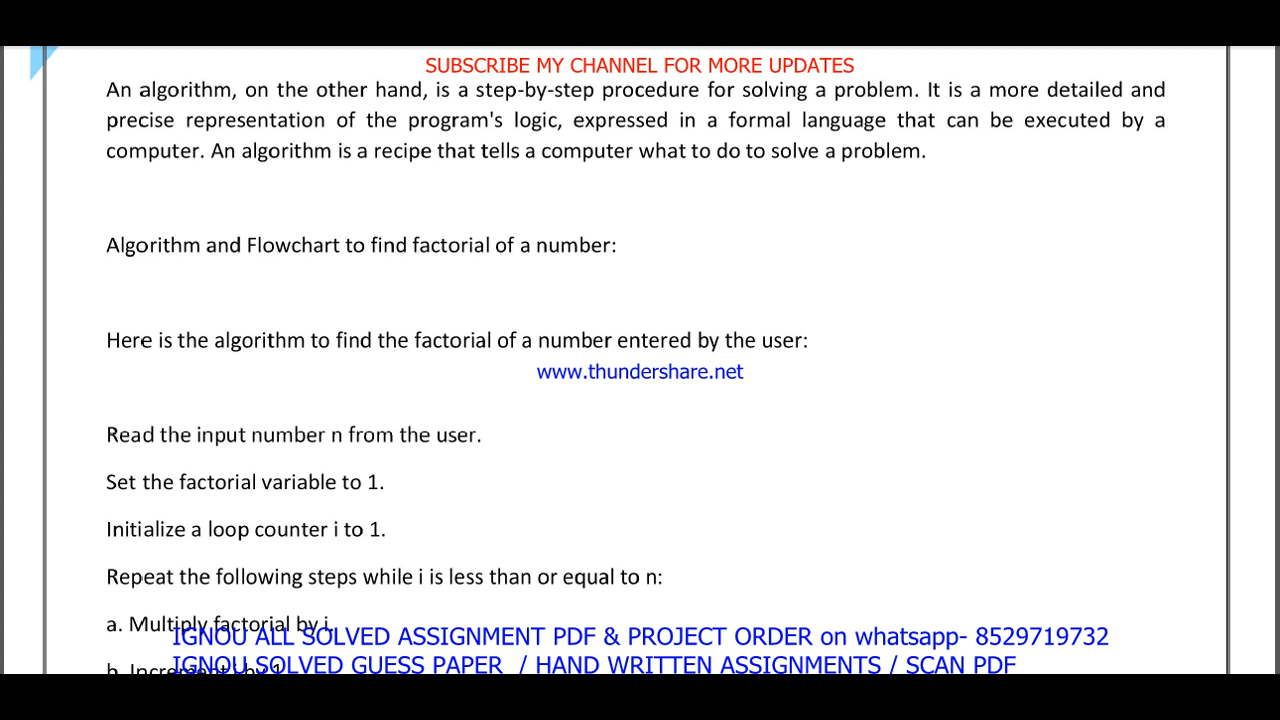 SUBSCRIBE MY CHANNEL FOR MORE UPDATES
An algorithm, on the other hand, is a step-by-step procedure for solving a problem. It is a more detailed and
precise representation of the program's logic, expressed in a formal language that can be executed by a
computer. An algorithm is a recipe that tells a computer what to do to solve a problem.
Algorithm and Flowchart to find factorial of a number:
Here is the algorithm to find the factorial of a number entered by the user:
www.thundershare.net
Read the input number n from the user.
Set the factorial variable to 1.
Initialize a loop counter i to 1.
Repeat the following steps while i is less than or equal to n:
a. Multiply factorial by i.
IGNOU ALL SOLVED ASSIGNMENT PDF & PROJECT ORDER on whatsapp- 8529719732
b. Increment i by 1.
IGNOU SOLVED GUESS PAPER / HAND WRITTEN ASSIGNMENTS / SCAN PDF